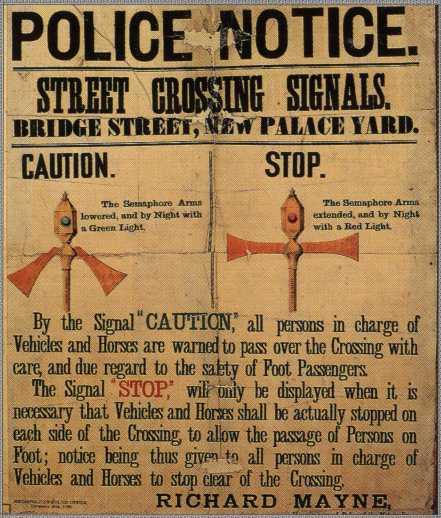 POLICE NOTICE.
STREET CROSSING SIGNALS.
BRIDGE STREET, NEW PALACE YARD.
CAUTION.
The Semaphore Arms
lowered, and by Night with
a Green Light.
STOP.
The Semaphore Arms
extended, and by Night
with a Red Light.
By the Signal "CAUTION," all persons in charge of
Vehicles and Horses are warned to pass over the Crossing with
care, and due regard to the safety of Foot Passengers.
The Signal "STOP," will only be displayed when it is
necessary that Vehicles and Horses shall be actually stopped on
each side of the Crossing, to allow the passage of Persons on
Foot; notice being thus given to all persons in charge of
Vehicles and Horses to stop clear of the Crossing.
RICHARD MAYNE,